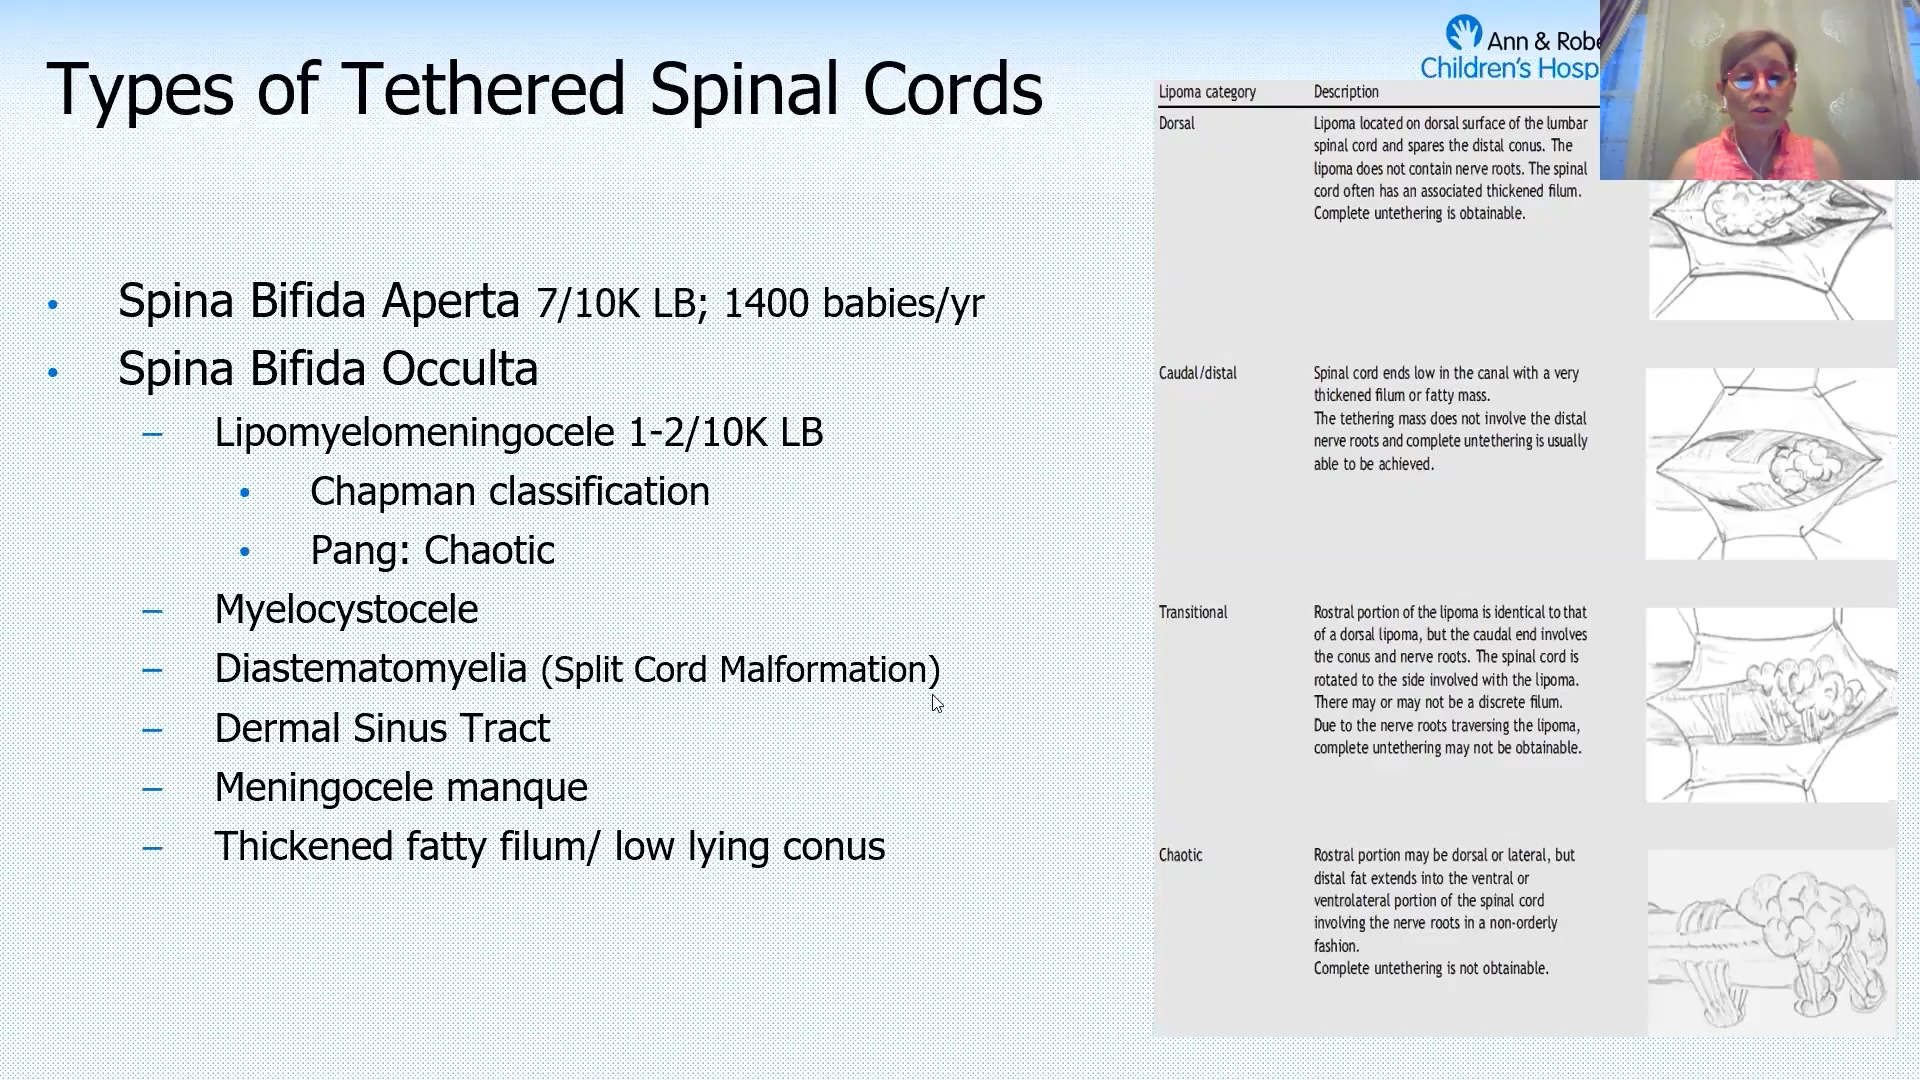 Types of Tethered Spinal Cords
Ann & Robe
Children's Hosp
Spina Bifida Aperta 7/10K LB; 1400 babies/yr
Spina Bifida Occulta
Lipomyelomeningocele 1-2/10K LB
Chapman classification
Pang: Chaotic
Myelocystocele
Diastematomyelia (Split Cord Malformation)
Dermal Sinus Tract
Meningocele manque
Thickened fatty filum/ low lying conus
Lipoma category Description
Dorsal Lipoma located on dorsal surface of the lumbar
spinal cord and spares the distal conus. The
lipoma does not contain nerve roots. The spinal
cord often has an associated thickened filum.
Complete untethering is obtainable.
Caudal/distal Spinal cord ends low in the canal with a very
thickened filum or fatty mass.
The tethering mass does not involve the distal
nerve roots and complete untethering is usually
able to be achieved.
Transitional Rostral portion of the lipoma is identical to that
of a dorsal lipoma, but the caudal end involves
the conus and nerve roots. The spinal cord is
rotated to the side involved with the lipoma.
There may or may not be a discrete filum.
Due to the nerve roots traversing the lipoma,
complete untethering may not be obtainable.
Chaotic Rostral portion may be dorsal or lateral, but
distal fat extends into the ventral or
ventrolateral portion of the spinal cord
involving the nerve roots in a non-orderly
fashion.
Complete untethering is not obtainable.